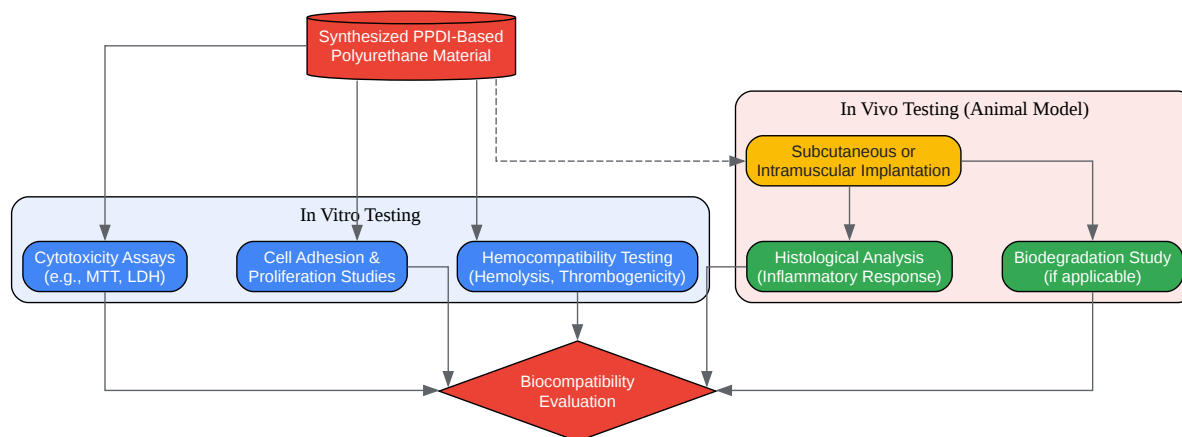 Synthesized PPDI-Based
Polyurethane Material
In Vivo Testing (Animal Model)
Subcutaneous or
Intramuscular Implantation
In Vitro Testing
Cytotoxicity Assays
(e.g., MTT, LDH)
Cell Adhesion &
Proliferation Studies
Hemocompatibility Testing
(Hemolysis, Thrombogenicity)
Histological Analysis
(Inflammatory Response)
Biodegradation Study
(if applicable)
Biocompatibility
Evaluation